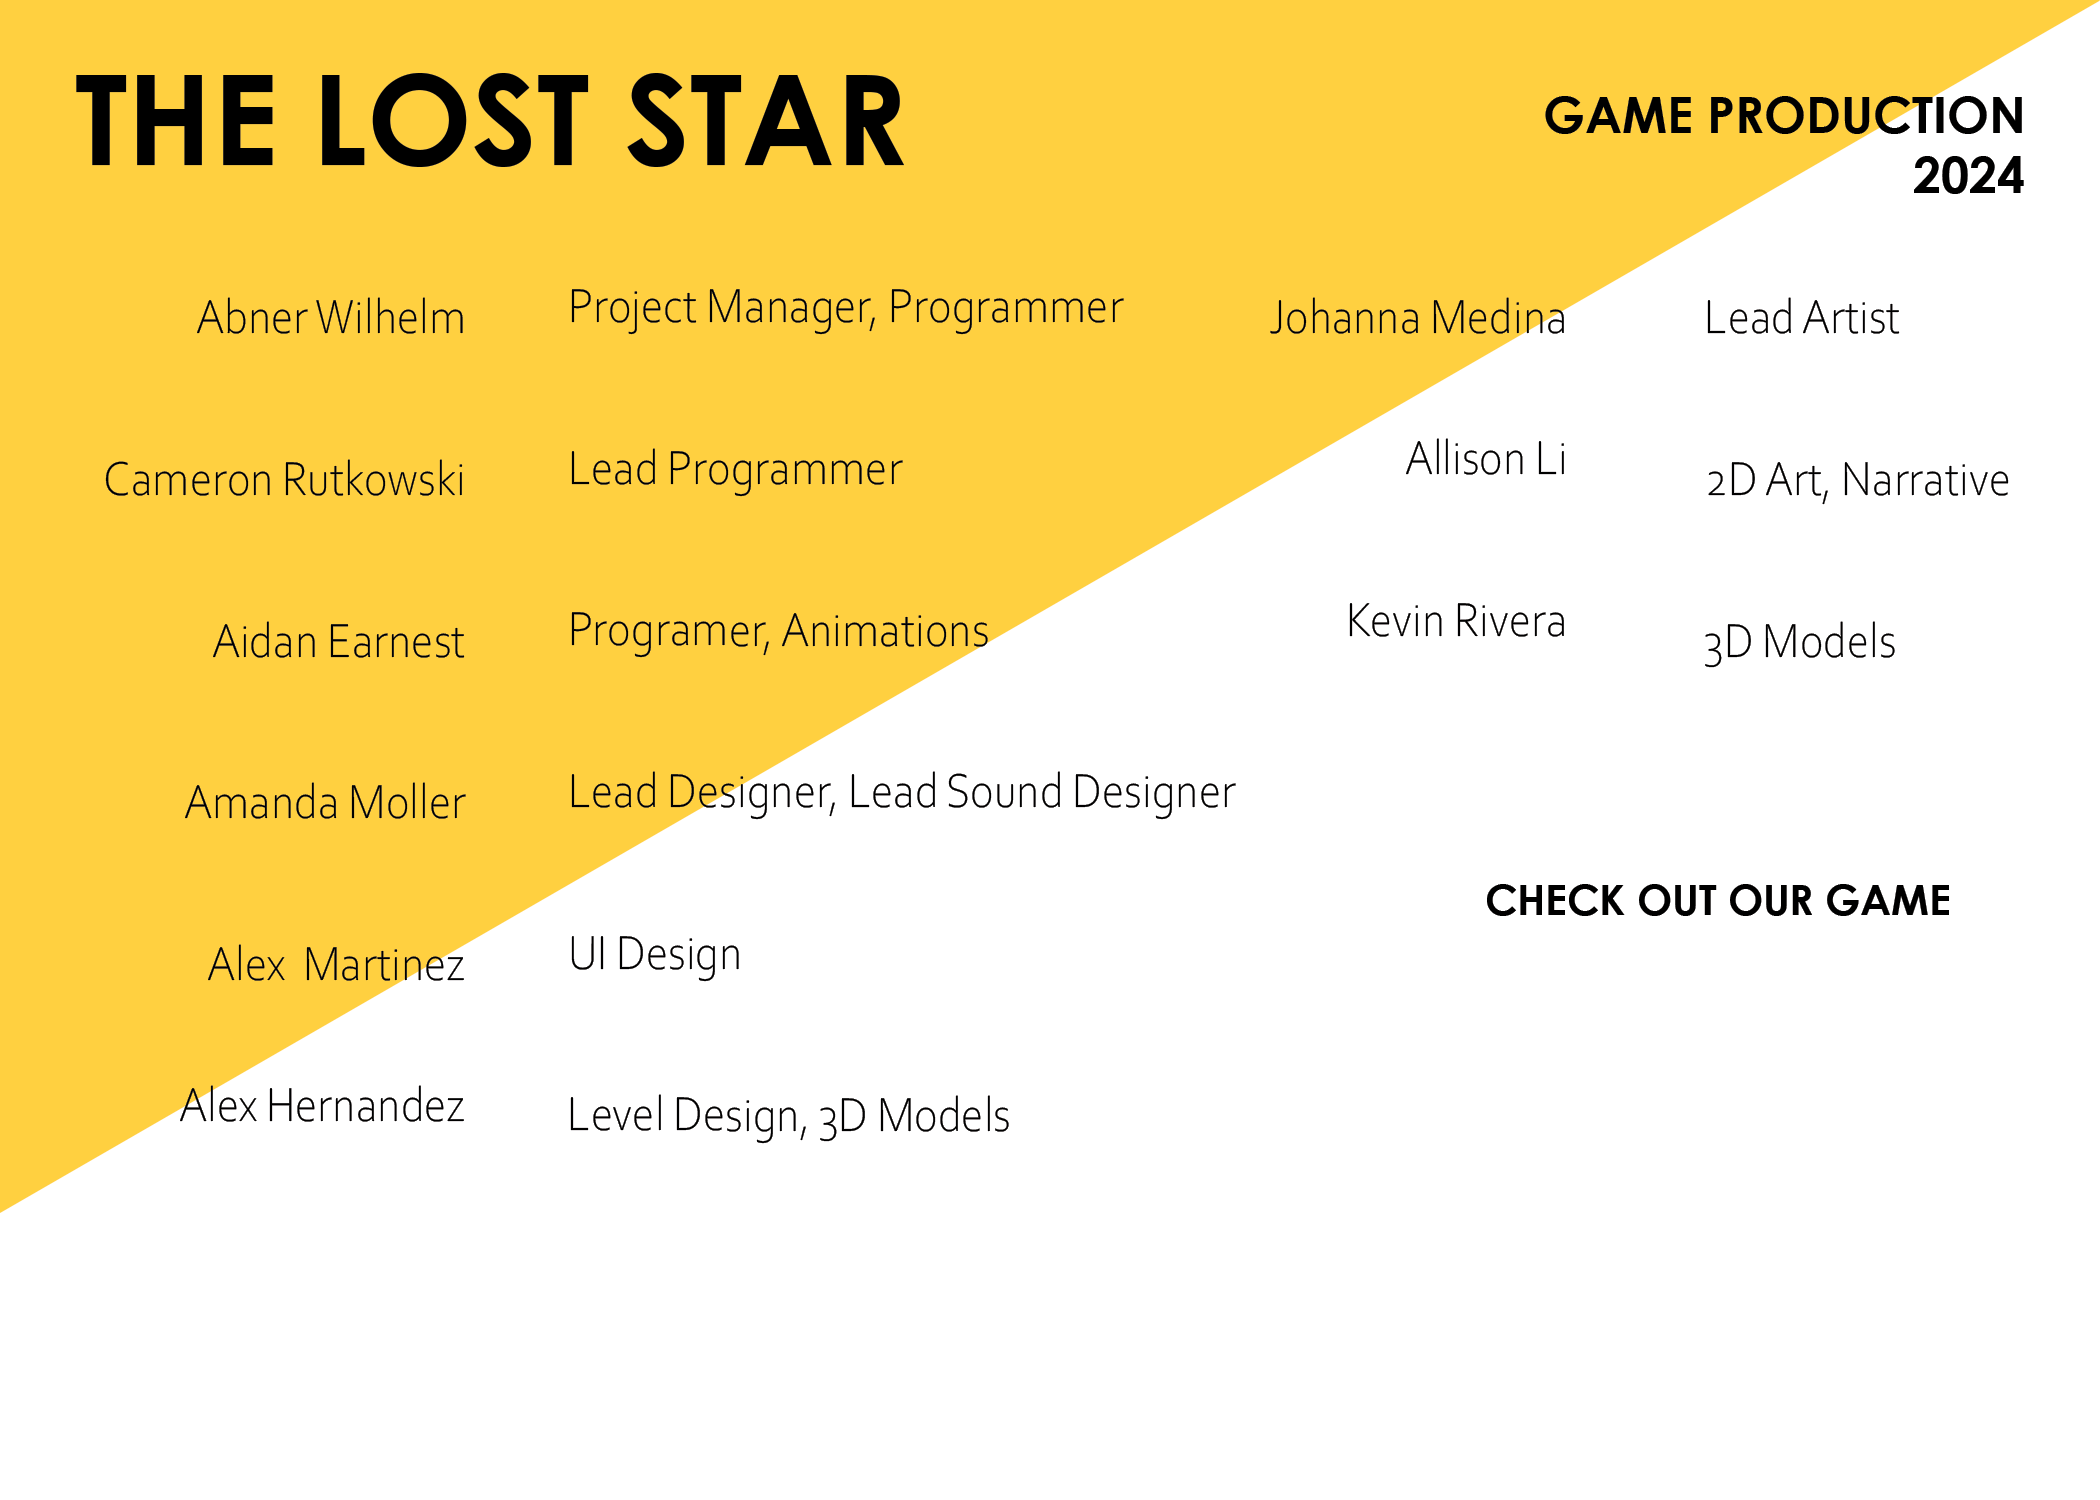 THE LOST STAR
GAME PRODUCTION
2024
Abner Wilhelm Project Manager, Programmer
Cameron Rutkowski Lead Programmer
Aidan Earnest Programer, Animations
Amanda Moller Lead Designer, Lead Sound Designer
Alex Martinez UI Design
Alex Hernandez Level Design, 3D Models
Johanna Medina Lead Artist
Allison Li 2D Art, Narrative
Kevin Rivera 3D Models
CHECK OUT OUR GAME